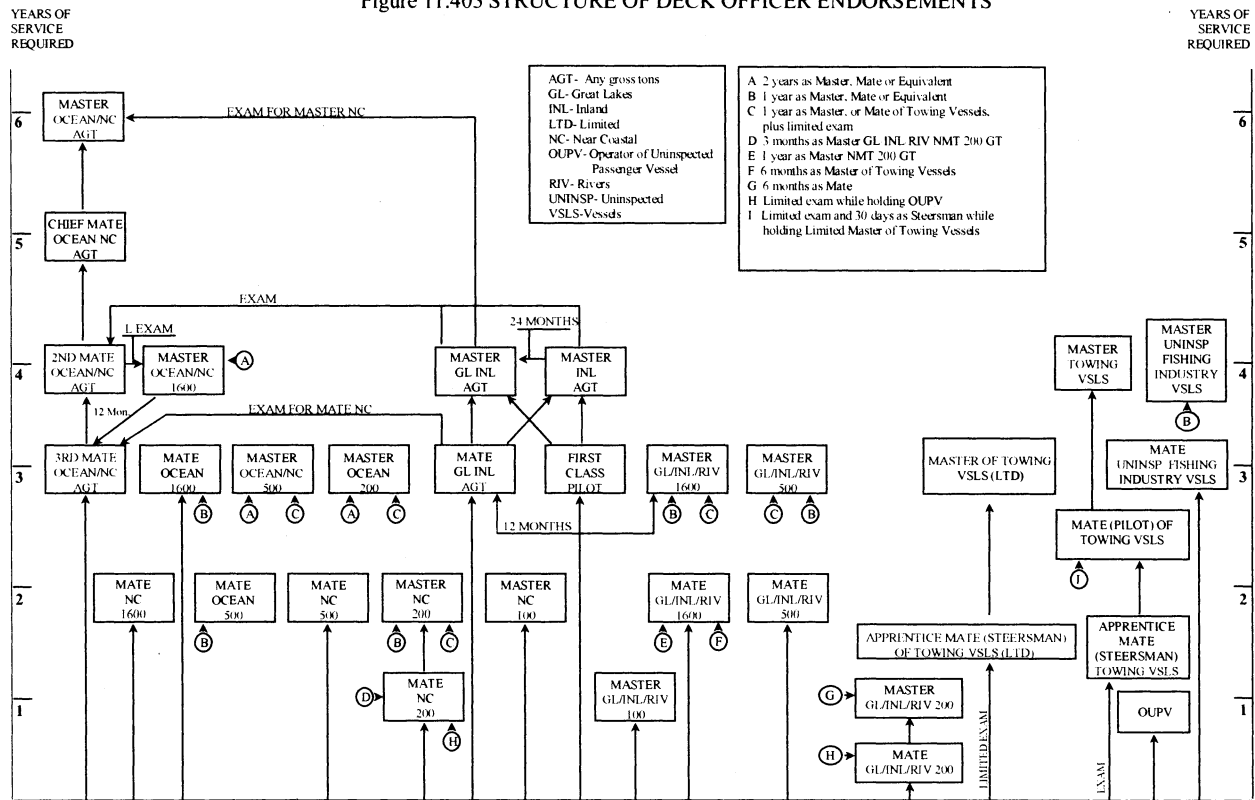 Figure 11.403 STRUCTURE OF DECK OFFICER ENDORSEMENTS
YEARS OF
SERVICE
REQUIRED
YEARS OF
SERVICE
REQUIRED
AGT- Any gross tons
GL- Great Lakes
INL- Inland
LTD- Limited
NC- Near Coastal
OUPV- Operator of Uninspected
Passenger Vessel
RIV- Rivers
UNINSP- Uninspected
VSLS-Vessels
A 2 years as Master, Mate or Equivalent
B 1 year as Master, Mate or Equivalent
C 1 year as Master, or Mate of Towing Vessels,
plus limited exam
D 3 months as Master GL INL RIV NMT 200 GT
E 1 year as Master NMT 200 GT
F 6 months as Master of Towing Vessels
G 6 months as Mate
H Limited exam while holding OUPV
I Limited exam and 30 days as Steersman while
holding Limited Master of Towing Vessels
6
MASTER
OCEAN/NC
AGT
EXAM FOR MASTER NC
6
5
CHIEF MATE
OCEAN NC
AGT
5
EXAM
L EXAM
24 MONTHS
4
2ND MATE
OCEAN/NC
AGT
MASTER
OCEAN/NC
1600
A
MASTER
GL INL
AGT
MASTER
INL
AGT
MASTER
TOWING
VSLS
MASTER
UNINSP
FISHING
INDUSTRY
VSLS
B
4
12 Mon.
EXAM FOR MATE NC
3
3RD MATE
OCEAN/NC
AGT
MATE
OCEAN
1600
B
MASTER
OCEAN/NC
500
A
C
MASTER
OCEAN
200
A
C
MATE
GL INL
AGT
FIRST
CLASS
PILOT
MASTER
GL/INL/RIV
1600
B
C
MASTER
GL/INL/RIV
500
C
B
MASTER OF TOWING
VSLS (LTD)
MATE
UNINSP FISHING
INDUSTRY VSLS
3
12 MONTHS
MATE (PILOT) OF
TOWING VSLS
I
2
MATE
NC
1600
MATE
OCEAN
500
B
MATE
NC
500
MASTER
NC
200
B
C
MASTER
NC
100
MATE
GL/INL/RIV
1600
E
F
MATE
GL/INL/RIV
500
2
APPRENTICE MATE (STEERSMAN)
OF TOWING VSLS (LTD)
APPRENTICE
MATE
(STEERSMAN)
TOWING VSLS
1
D
MATE
NC
200
H
MASTER
GL/INL/RIV
100
G
MASTER
GL/INL/RIV 200
OUPV
1
H
MATE
GL/INL/RIV 200
LIMITED EXAM
EXAM